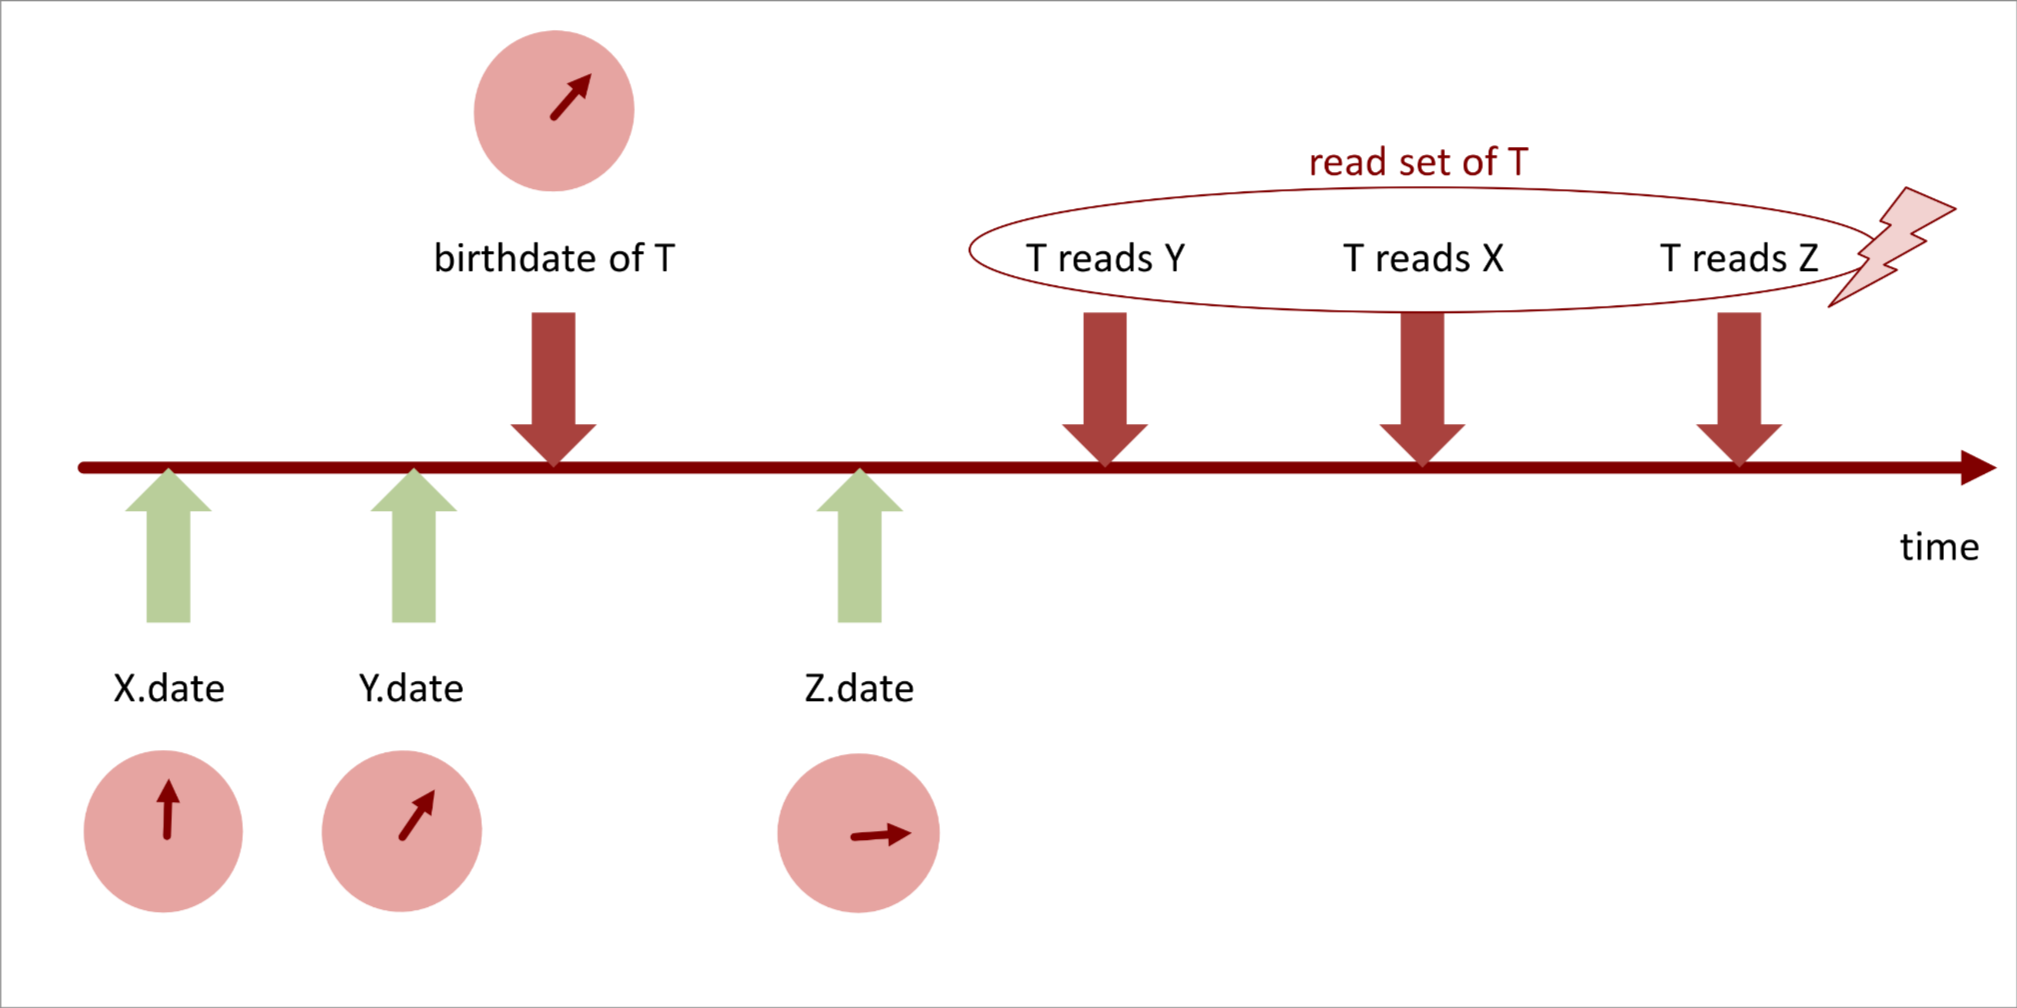 read set of T
birthdate of T
T reads Y
T reads X
T reads Z
time
X.date
Y.date
Z.date